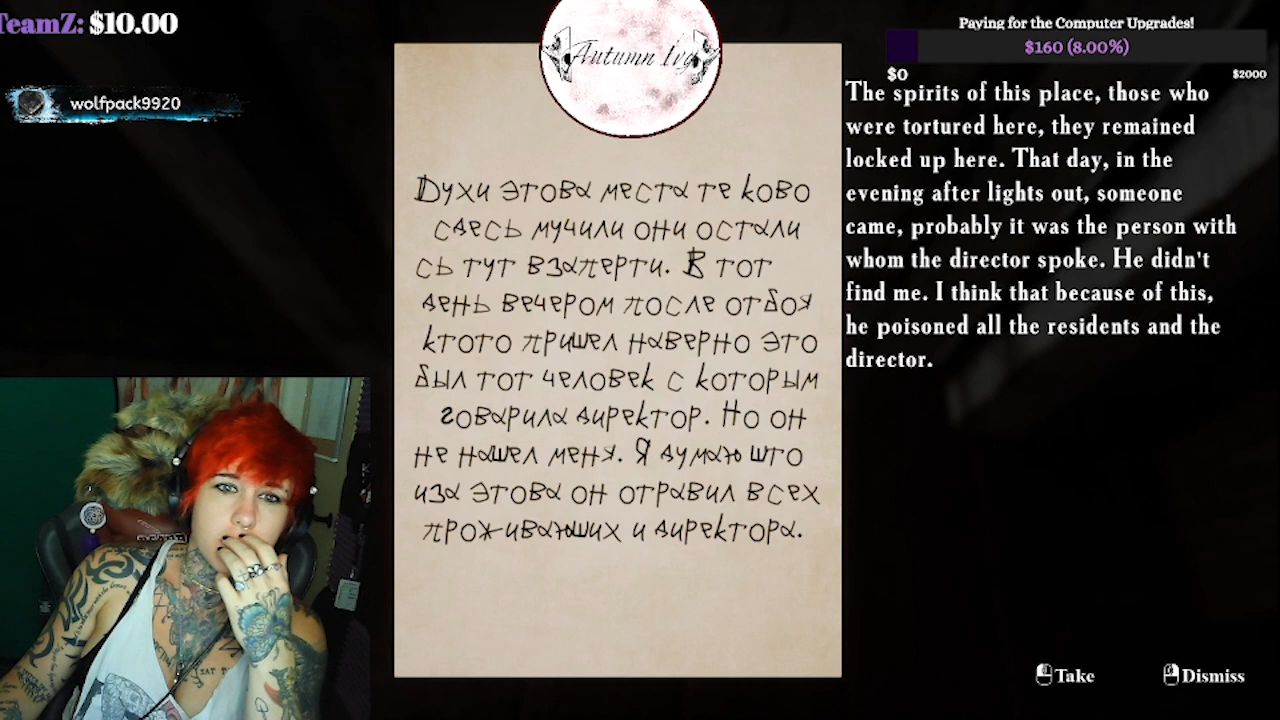 TeamZ: $10.00
wolfpack9920
Autumn Ivy
Духи этова места те ково
сдесь мучили они остали
сь тут взаперти. В тот
день вечером после отбоя
ктото пришел наверно это
был тот человек с которым
говарила директор. Но он
не нашел меня. Я думаю што
иза этова он отравил всех
проживающих и директора.
Paying for the Computer Upgrades!
$160 (8.00%)
$0 $2000
The spirits of this place, those who
were tortured here, they remained
locked up here. That day, in the
evening after lights out, someone
came, probably it was the person with
whom the director spoke. He didn't
find me. I think that because of this,
he poisoned all the residents and the
director.
Take Dismiss